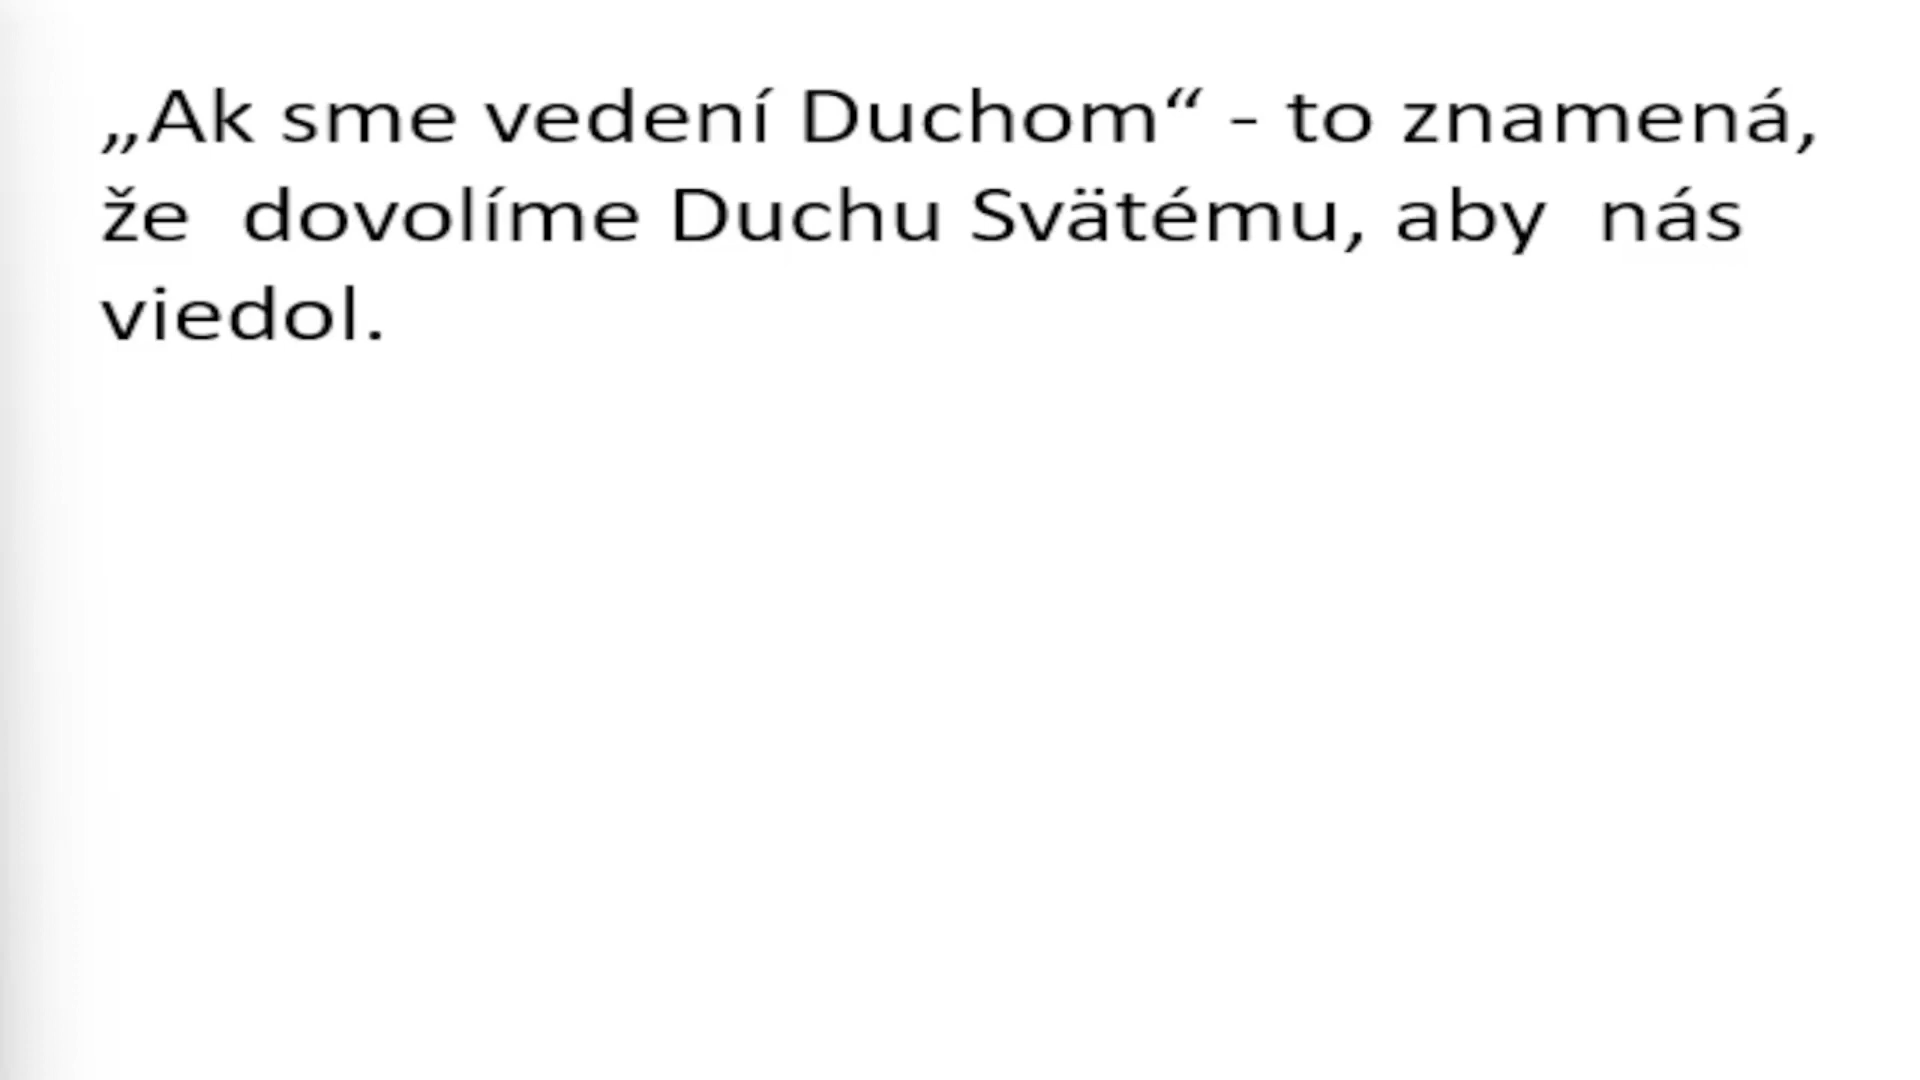 „Ak sme vedení Duchom“ - to znamená,
že  dovolíme Duchu Svätému, aby  nás
viedol.